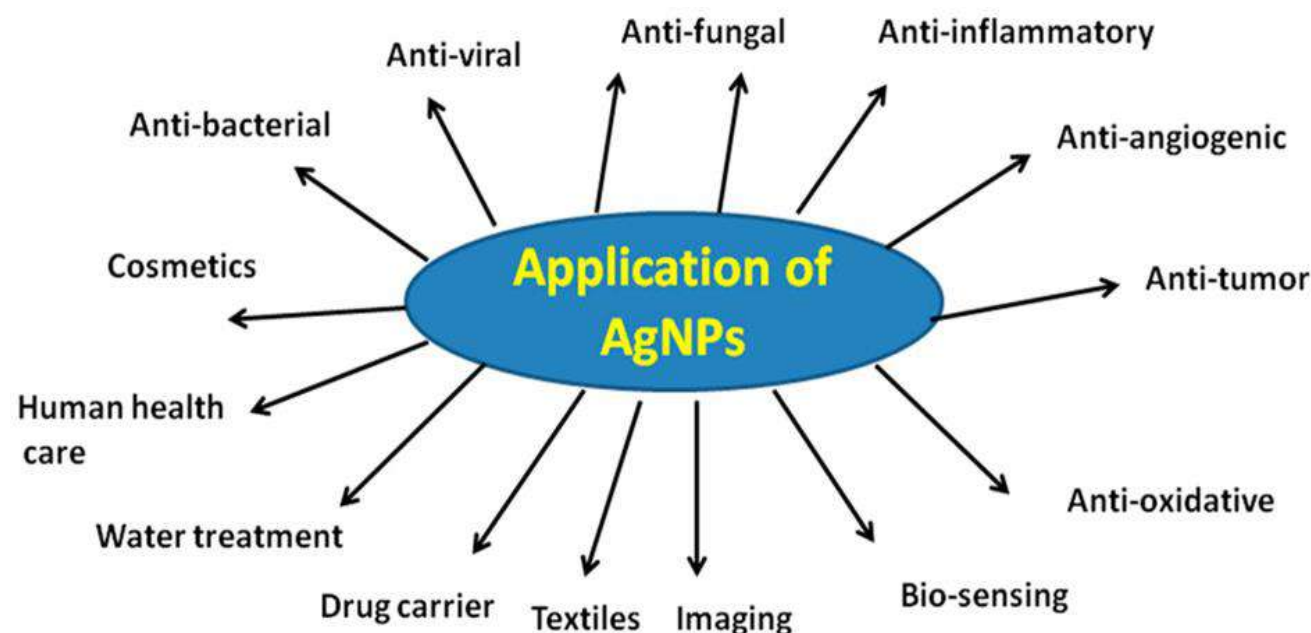 Anti-fungal
Anti-inflammatory
Anti-viral
Anti-bacterial
Anti-angiogenic
Cosmetics
Application of
AgNPs
Anti-tumor
Human health
care
Anti-oxidative
Water treatment
Drug carrier
Textiles
Imaging
Bio-sensing